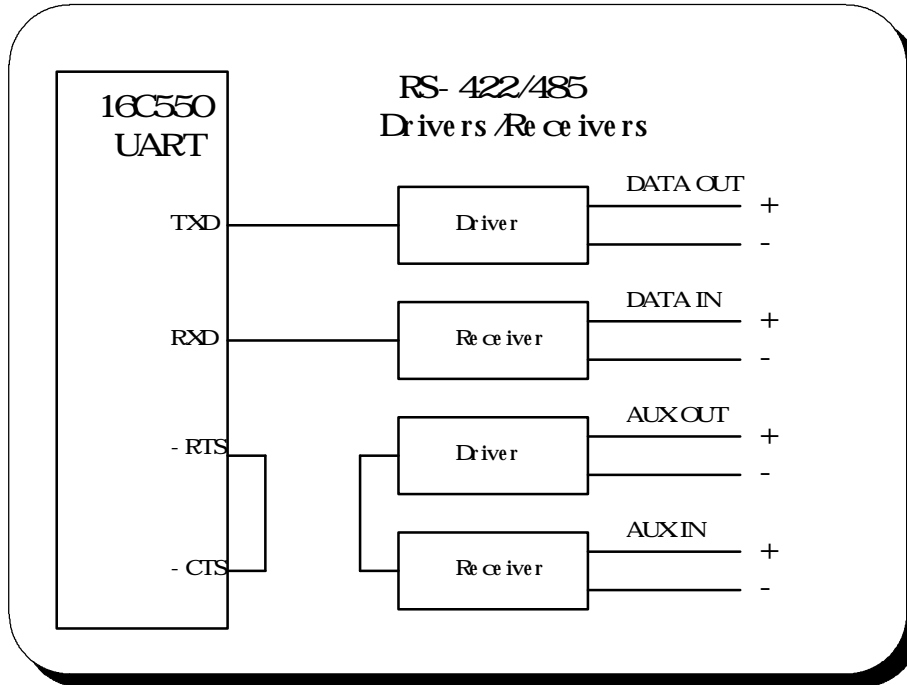 16C550
UART
RS-422/485
Drivers/Receivers
TXD
Driver
DATA OUT
+
-
RXD
Receiver
DATA IN
+
-
-RTS
Driver
AUX OUT
+
-
-CTS
Receiver
AUX IN
+
-